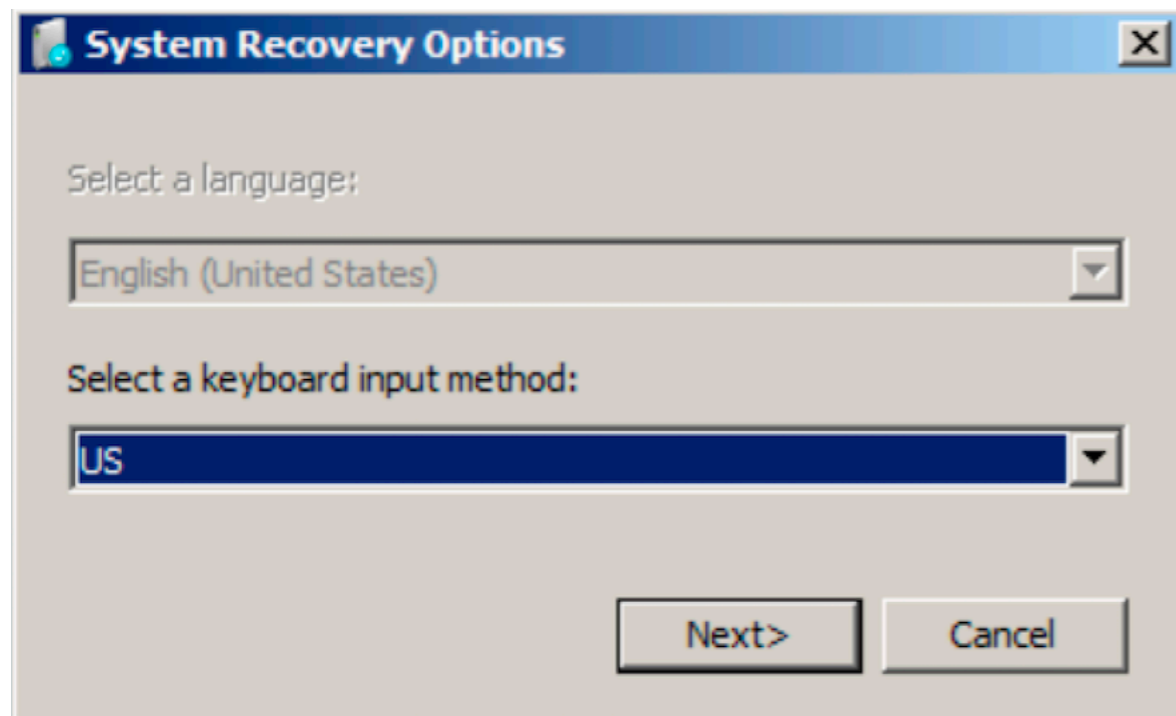 System Recovery Options
Select a language:
English (United States)
Select a keyboard input method:
US
Next>
Cancel